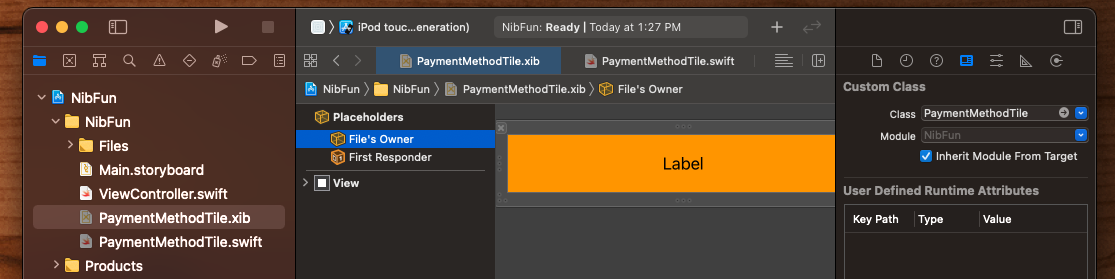 iPod touc...eneration)
NibFun: Ready | Today at 1:27 PM
PaymentMethodTile.xib
PaymentMethodTile.swift
NibFun
NibFun
PaymentMethodTile.xib
File's Owner
NibFun
NibFun
Files
Main.storyboard
ViewController.swift
PaymentMethodTile.xib
PaymentMethodTile.swift
Products
Placeholders
File's Owner
First Responder
View
Label
Custom Class
Class PaymentMethodTile
Module NibFun
Inherit Module From Target
User Defined Runtime Attributes
Key Path Type Value